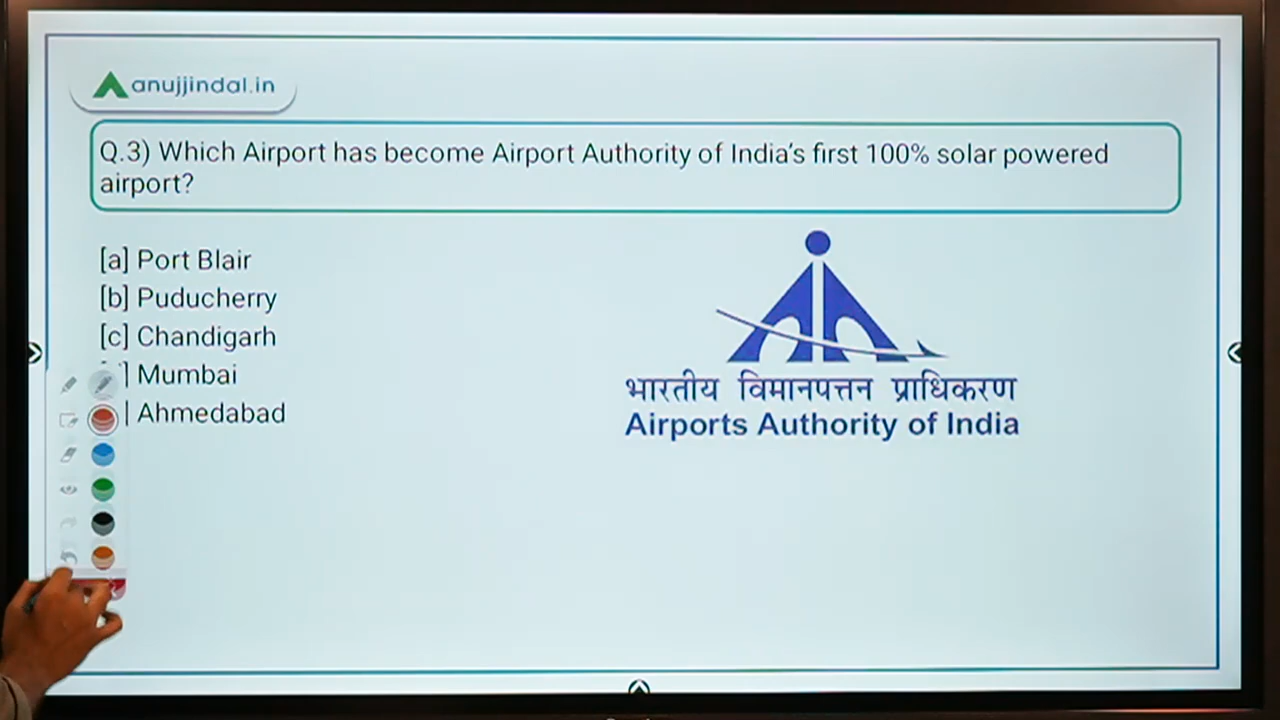 anujjindal.in
Q.3) Which Airport has become Airport Authority of India's first 100% solar powered
airport?
[a] Port Blair
[b] Puducherry
[c] Chandigarh
] Mumbai
] Ahmedabad
भारतीय विमानपत्तन प्राधिकरण
Airports Authority of India